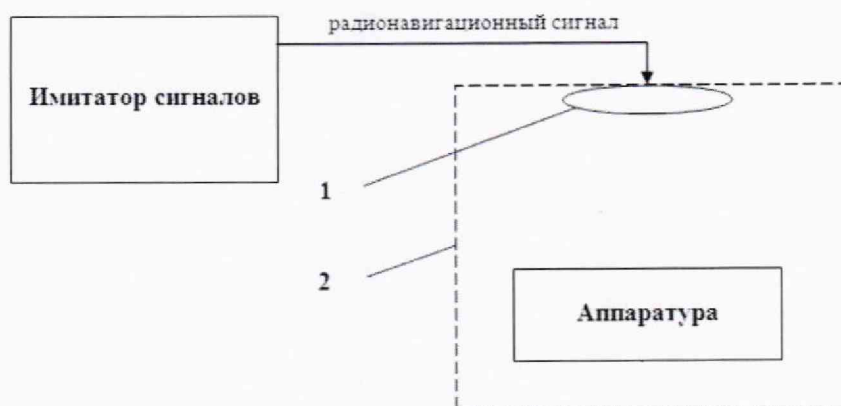 радионавигационный сигнал
Имитатор сигналов
1
2
Аппаратура